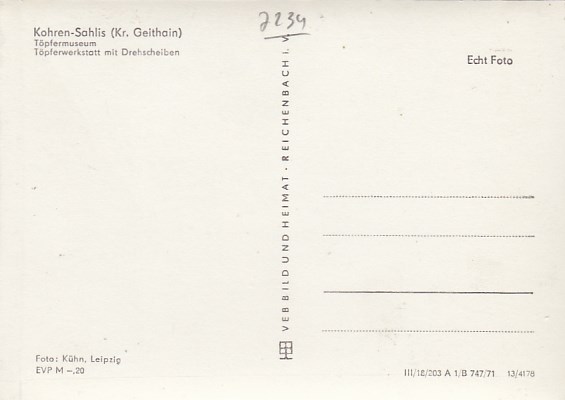 7234
Kohren-Sahlis (Kr. Geithain)
Töpfermuseum
Töpferwerkstatt mit Drehscheiben
Echt Foto
VEB BILD UND HEIMAT · REICHENBACH I. V.
Foto: Kühn, Leipzig
EVP M –,20
III/18/203 A 1/B 747/71 13/4178